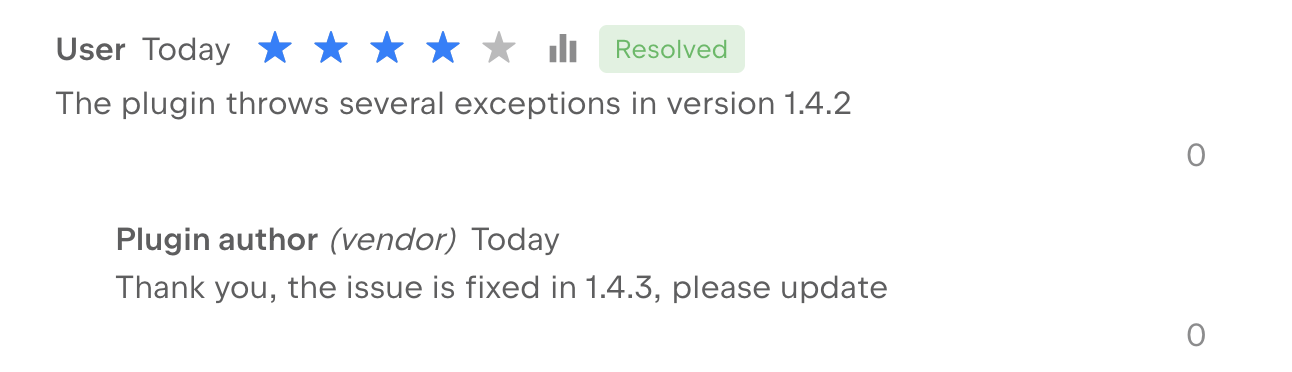 User Today Resolved
The plugin throws several exceptions in version 1.4.2
0
Plugin author (vendor) Today
Thank you, the issue is fixed in 1.4.3, please update
0